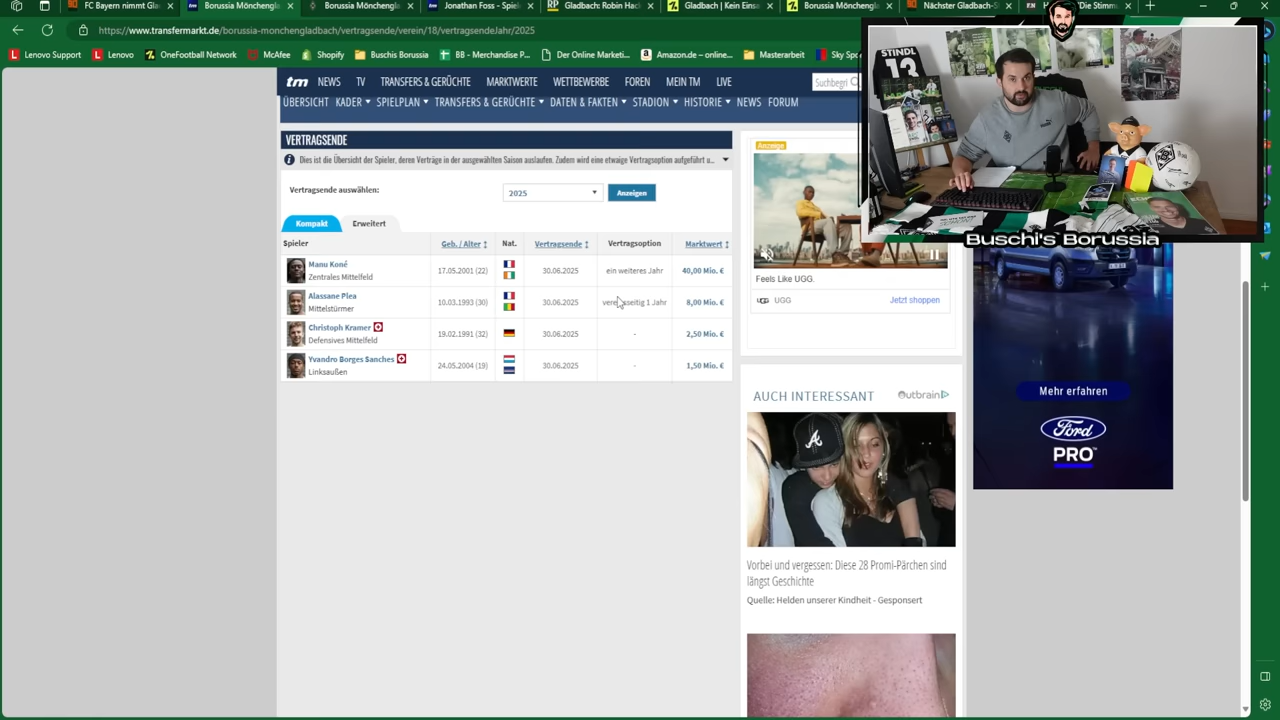 FC Bayern nimmt Gla
Borussia Mönchen
Borussia Möncheng
Jonathan Foss - Spiel
Gladbach: Robin Hac
Gladbach | Kein Einsa
Borussia Möncheng
Nächster Gladbach-S
Die Stimme
https://www.transfermarkt.de/borussia-monchengladbach/vertragsende/verein/18/vertragsendeJahr/2025
Lenovo Support
Lenovo
OneFootball Network
McAfee
Shopify
Buschis Borussia
BB - Merchandise P...
Der Online Marketi...
Amazon.de – online...
Masterarbeit
Sky Spo
tm NEWS TV TRANSFERS & GERÜCHTE MARKTWERTE WETTBEWERBE FOREN MEIN TM LIVE
Suchbegri
ÜBERSICHT KADER SPIELPLAN TRANSFERS & GERÜCHTE DATEN & FAKTEN STADION HISTORIE NEWS FORUM
VERTRAGSENDE
Dies ist die Übersicht der Spieler, deren Verträge in der ausgewählten Saison auslaufen. Zudem wird eine etwaige Vertragsoption aufgeführt u...
Vertragsende auswählen: 2025 Anzeigen
Kompakt Erweitert
Spieler Geb. / Alter Nat. Vertragsende Vertragsoption Marktwert
Manu Koné
Zentrales Mittelfeld
17.05.2001 (22) 30.06.2025 ein weiteres Jahr 40,00 Mio. €
Alassane Plea
Mittelstürmer
10.03.1993 (30) 30.06.2025 seitig 1 Jahr 8,00 Mio. €
Christoph Kramer
Defensives Mittelfeld
19.02.1991 (32) 30.06.2025 - 2,50 Mio. €
Yvandro Borges Sanches
Linksaußen
24.05.2004 (19) 30.06.2025 - 1,50 Mio. €
Anzeige
Feels Like UGG.
UGG Jetzt shoppen
AUCH INTERESSANT
Outbrain
Vorbei und vergessen: Diese 28 Promi-Pärchen sind
längst Geschichte
Quelle: Helden unserer Kindheit - Gesponsert
STINDL
13
Buschi's Borussia
Mehr erfahren
Ford
PRO™